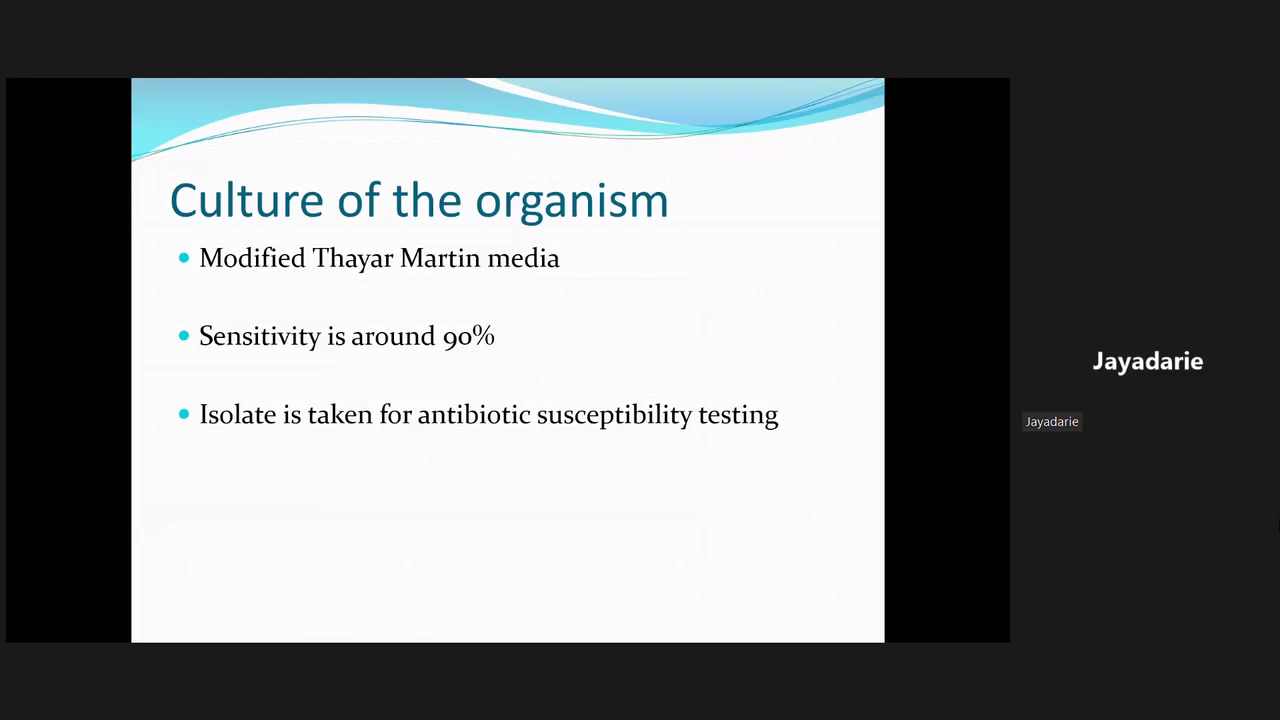 Culture of the organism
Modified Thayar Martin media
Sensitivity is around 90%
Isolate is taken for antibiotic susceptibility testing
Jayadarie
Jayadarie